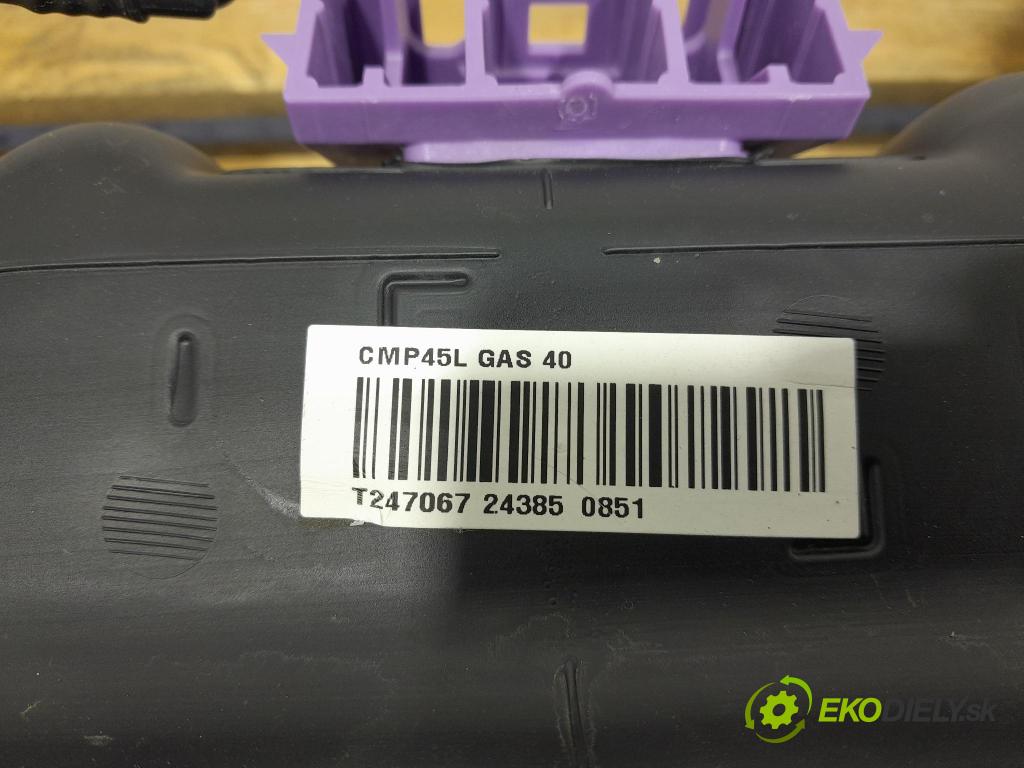 CMP45L GAS 40
T247067 24385 0851
EKODIELY.sk